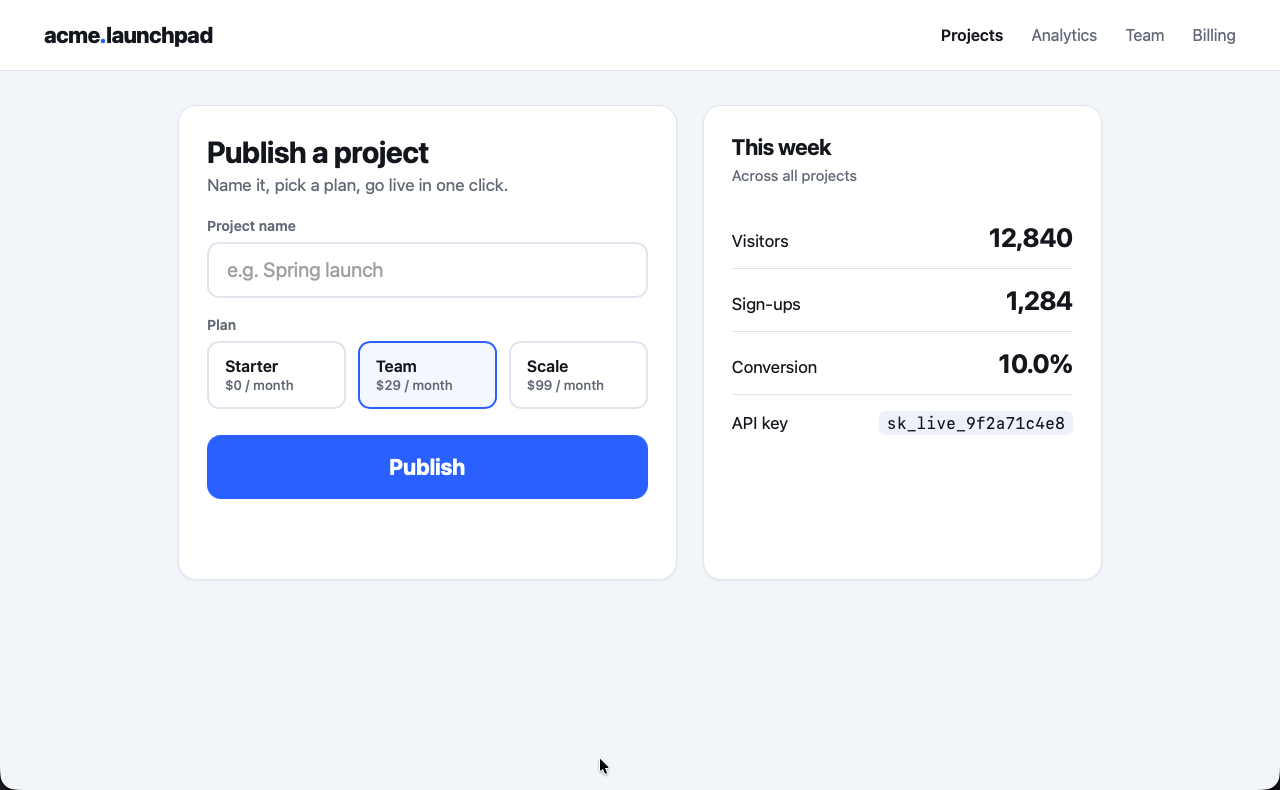 acme.launchpad
Projects Analytics Team Billing
Publish a project
Name it, pick a plan, go live in one click.
Project name
e.g. Spring launch
Plan
Starter
$0 / month
Team
$29 / month
Scale
$99 / month
Publish
This week
Across all projects
Visitors 12,840
Sign-ups 1,284
Conversion 10.0%
API key sk_live_9f2a71c4e8